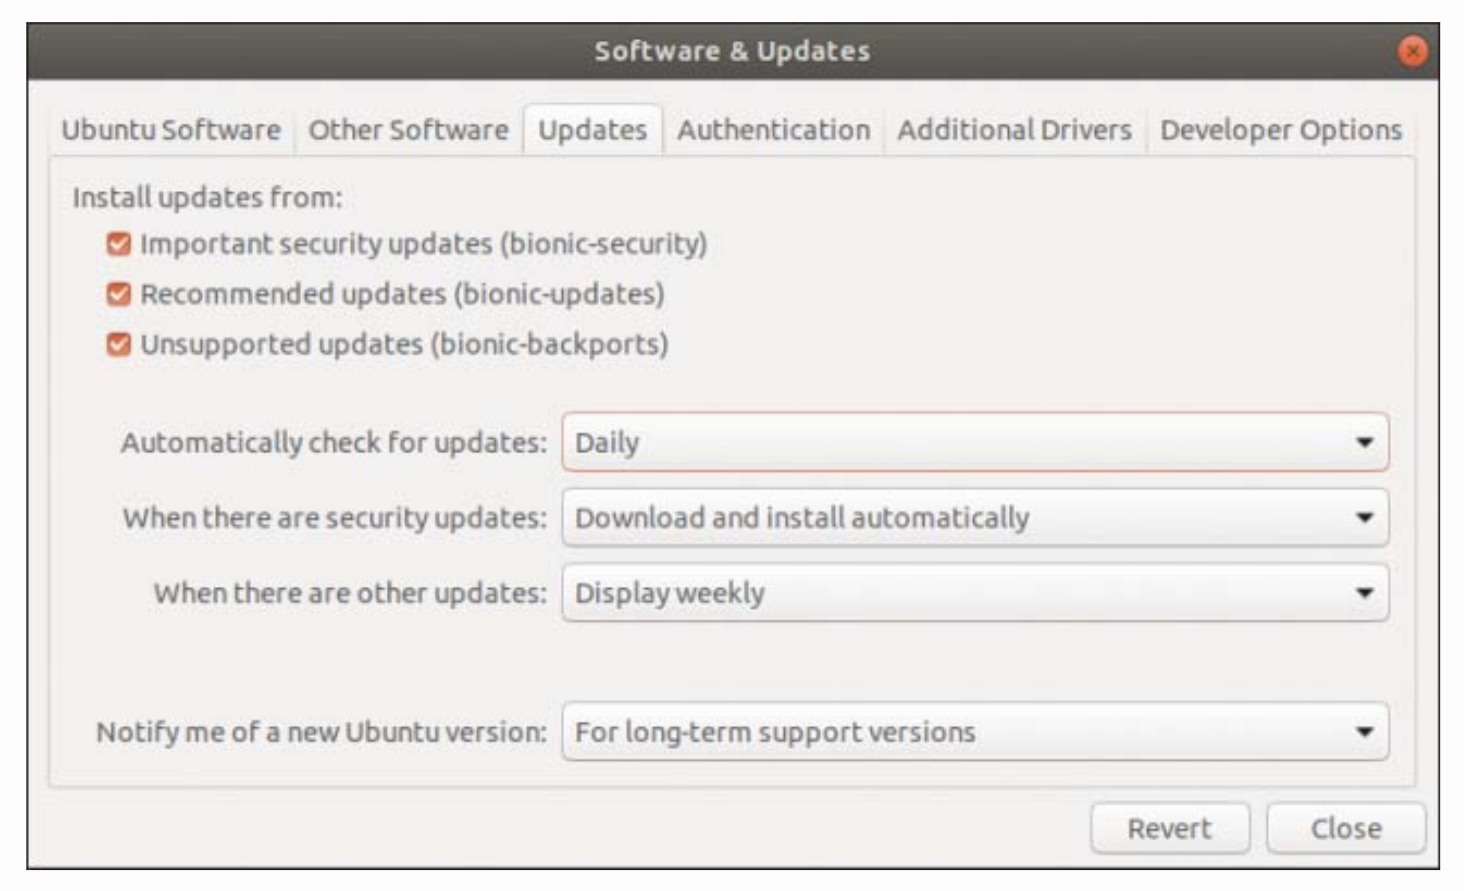 Software & Updates
Ubuntu Software Other Software Updates Authentication Additional Drivers Developer Options
Install updates from:
Important security updates (bionic-security)
Recommended updates (bionic-updates)
Unsupported updates (bionic-backports)
Automatically check for updates: Daily
When there are security updates: Download and install automatically
When there are other updates: Display weekly
Notify me of a new Ubuntu version: For long-term support versions
Revert Close